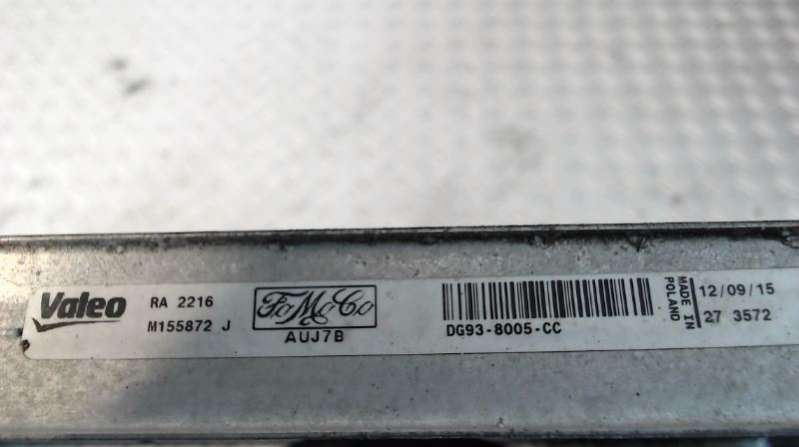 Valeo
RA 2216
M155872 J
FoMoCo
AUJ7B
DG93-8005-CC
MADE IN
POLAND
12/09/15
27 3572